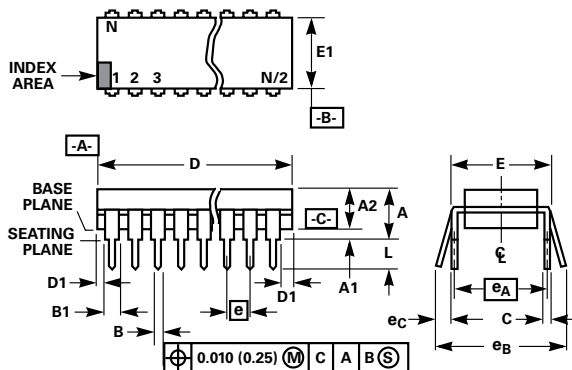 N
E1
INDEX
AREA
1 2 3 N/2
-B-
-A-
D
E
BASE
PLANE
-C-
A2
A
SEATING
PLANE
L
D1
A1
D1
B1
e
B
C
L
eA
eC
C
eB
0.010 (0.25) M C A B S